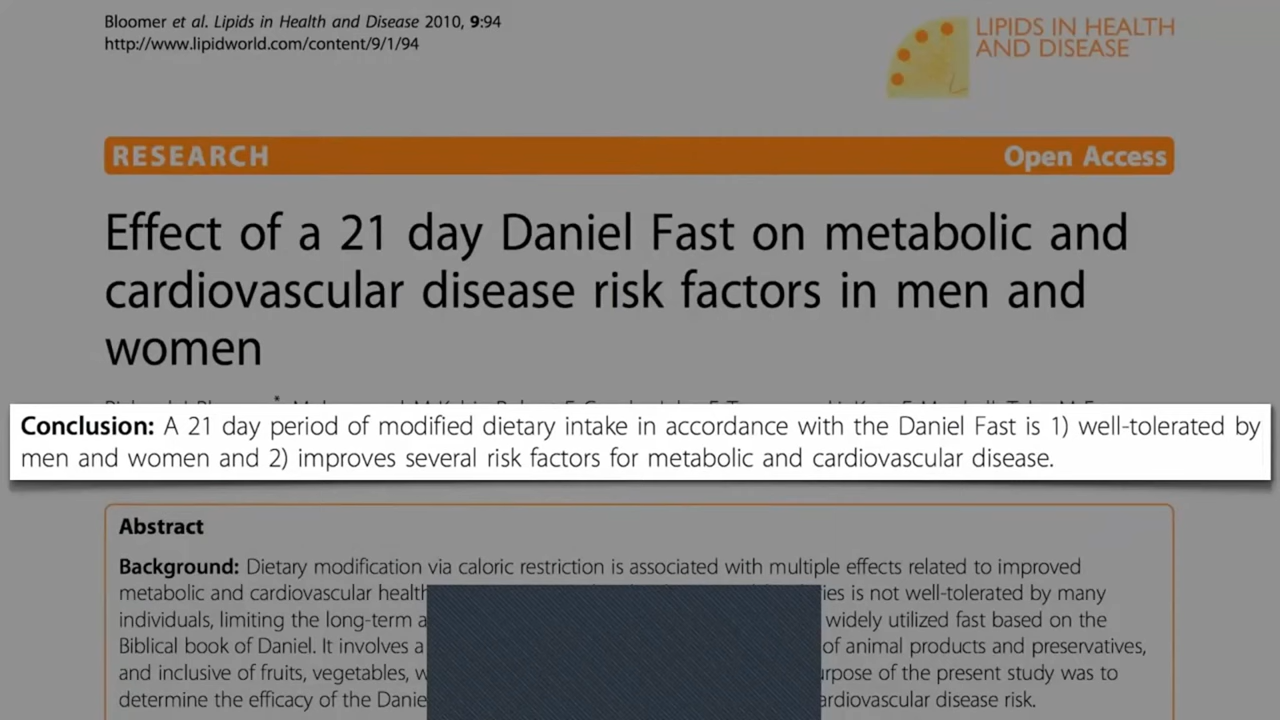 Bloomer et al. Lipids in Health and Disease 2010, 9:94
http://www.lipidworld.com/content/9/1/94
LIPIDS IN HEALTH
AND DISEASE
RESEARCH Open Access
Effect of a 21 day Daniel Fast on metabolic and
cardiovascular disease risk factors in men and
women
Conclusion: A 21 day period of modified dietary intake in accordance with the Daniel Fast is 1) well-tolerated by
men and women and 2) improves several risk factors for metabolic and cardiovascular disease.
Abstract
Background: Dietary modification via caloric restriction is associated with multiple effects related to improved
metabolic and cardiovascular health ies is not well-tolerated by many
individuals, limiting the long-term a widely utilized fast based on the
Biblical book of Daniel. It involves a of animal products and preservatives,
and inclusive of fruits, vegetables, w rpose of the present study was to
determine the efficacy of the Danie ardiovascular disease risk.